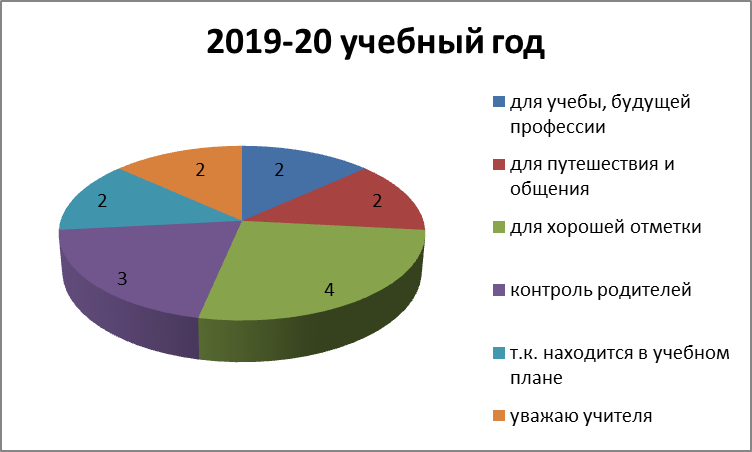 2019-20 учебный год
2
2
4
3
2
2
для учебы, будущей
профессии
для путешествия и
общения
для хорошей отметки
контроль родителей
т.к. находится в учебном
плане
уважаю учителя